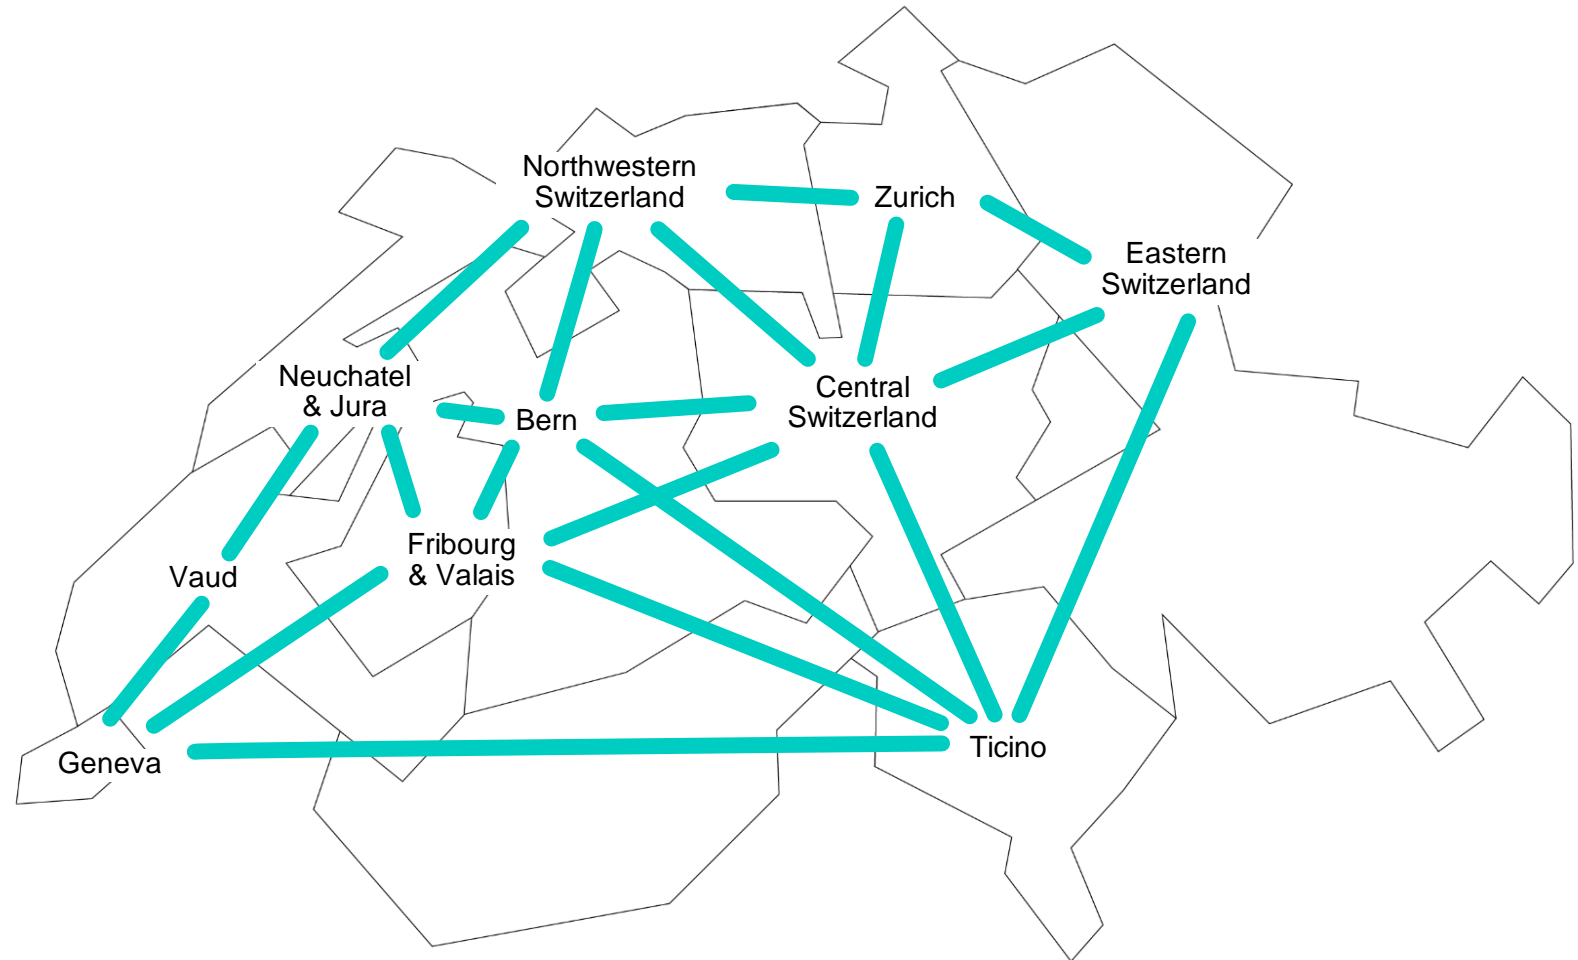 Northwestern
Switzerland
Zurich
Eastern
Switzerland
Neuchatel
& Jura
Bern
Central
Switzerland
Fribourg
& Valais
Vaud
Geneva
Ticino